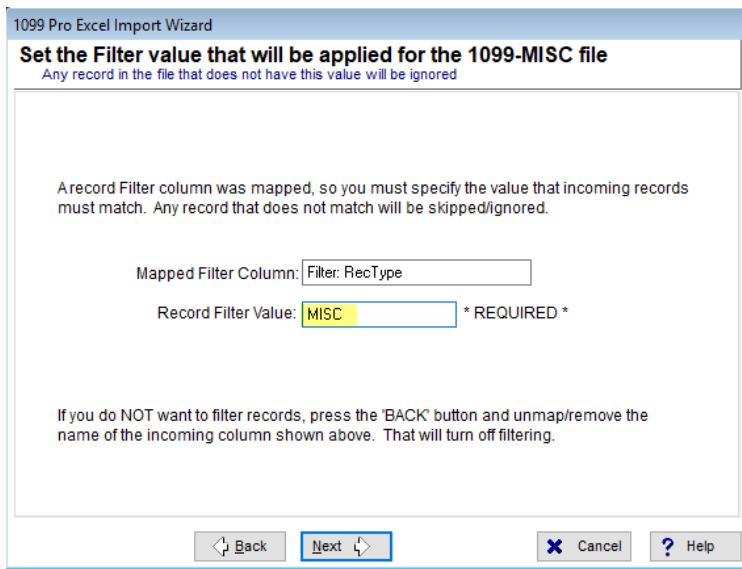 1099 Pro Excel Import Wizard
Set the Filter value that will be applied for the 1099-MISC file
Any record in the file that does not have this value will be ignored
A record Filter column was mapped, so you must specify the value that incoming records
must match. Any record that does not match will be skipped/ignored.
Mapped Filter Column: Filter: RecType
Record Filter Value: MISC * REQUIRED *
If you do NOT want to filter records, press the 'BACK' button and unmap/remove the
name of the incoming column shown above. That will turn off filtering.
Back Next Cancel ? Help